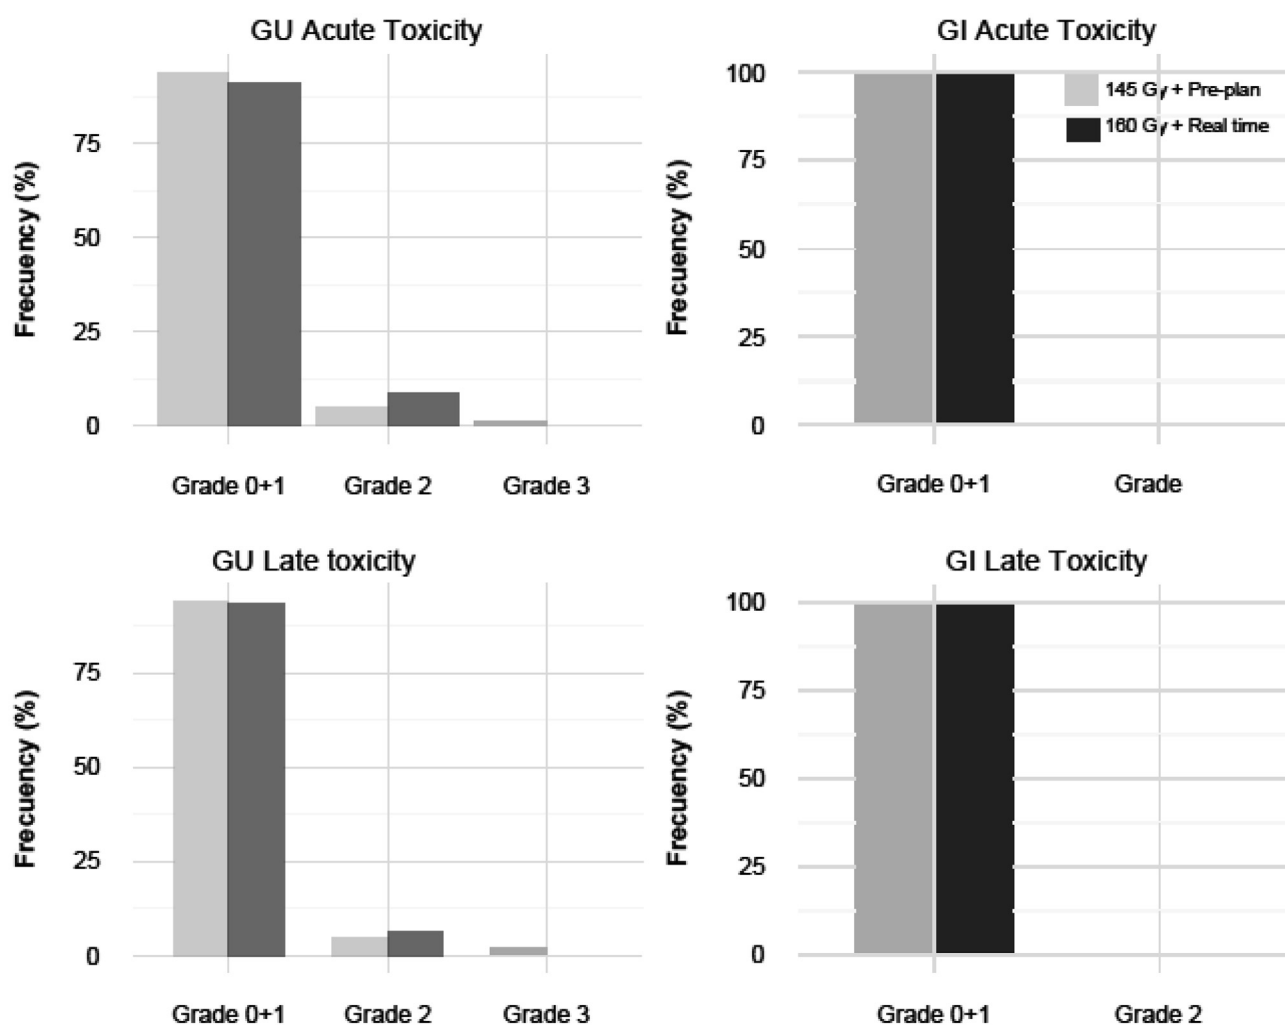 GU Acute Toxicity
Frecuency (%)
75
50
25
0
Grade 0+1 Grade 2 Grade 3
GI Acute Toxicity
Frecuency (%)
100
75
50
25
0
145 Gy + Pre-plan
160 Gy + Real time
Grade 0+1 Grade
GU Late toxicity
Frecuency (%)
75
50
25
0
Grade 0+1 Grade 2 Grade 3
GI Late Toxicity
Frecuency (%)
100
75
50
25
0
Grade 0+1 Grade 2